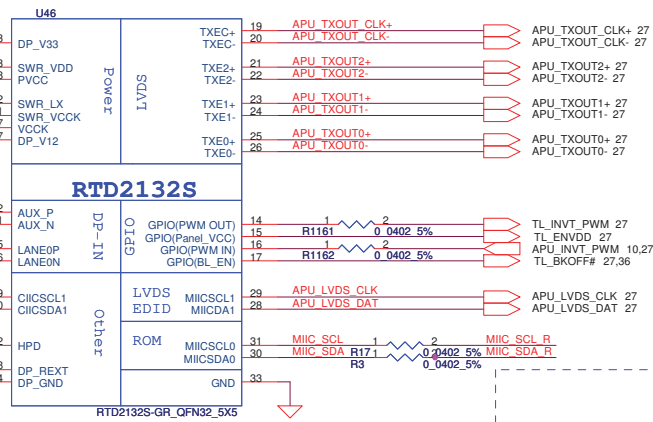 U46
DP_V33
SWR_VDD
PVCC
SWR_LX
SWR_VCCK
VCCK
DP_V12
Power
LVDS
TXEC+ 19 APU_TXOUT_CLK+ APU_TXOUT_CLK+ 27
TXEC- 20 APU_TXOUT_CLK- APU_TXOUT_CLK- 27
TXE2+ 21 APU_TXOUT2+ APU_TXOUT2+ 27
TXE2- 22 APU_TXOUT2- APU_TXOUT2- 27
TXE1+ 23 APU_TXOUT1+ APU_TXOUT1+ 27
TXE1- 24 APU_TXOUT1- APU_TXOUT1- 27
TXE0+ 25 APU_TXOUT0+ APU_TXOUT0+ 27
TXE0- 26 APU_TXOUT0- APU_TXOUT0- 27
RTD2132S
AUX_P
AUX_N
LANE0P
LANE0N
DP-IN
GPIO
GPIO(PWM OUT) 14 1 2 TL_INVT_PWM 27
R1161 0_0402_5%
GPIO(Panel_VCC) 15 TL_ENVDD 27
GPIO(PWM IN) 16 1 2 APU_INVT_PWM 10,27
R1162 0_0402_5%
GPIO(BL_EN) 17 TL_BKOFF# 27,36
CIICSCL1
CIICSDA1
Other
LVDS
EDID
MIICSCL1 29 APU_LVDS_CLK APU_LVDS_CLK 27
MIICDA1 28 APU_LVDS_DAT APU_LVDS_DAT 27
HPD
ROM
MIICSCL0 31 MIIC_SCL 1 2 MIIC_SCL_R
R17 0_0402_5%
MIICSDA0 30 MIIC_SDA 1 2 MIIC_SDA_R
R3 0_0402_5%
DP_REXT
DP_GND
GND 33
RTD2132S-GR_QFN32_5X5